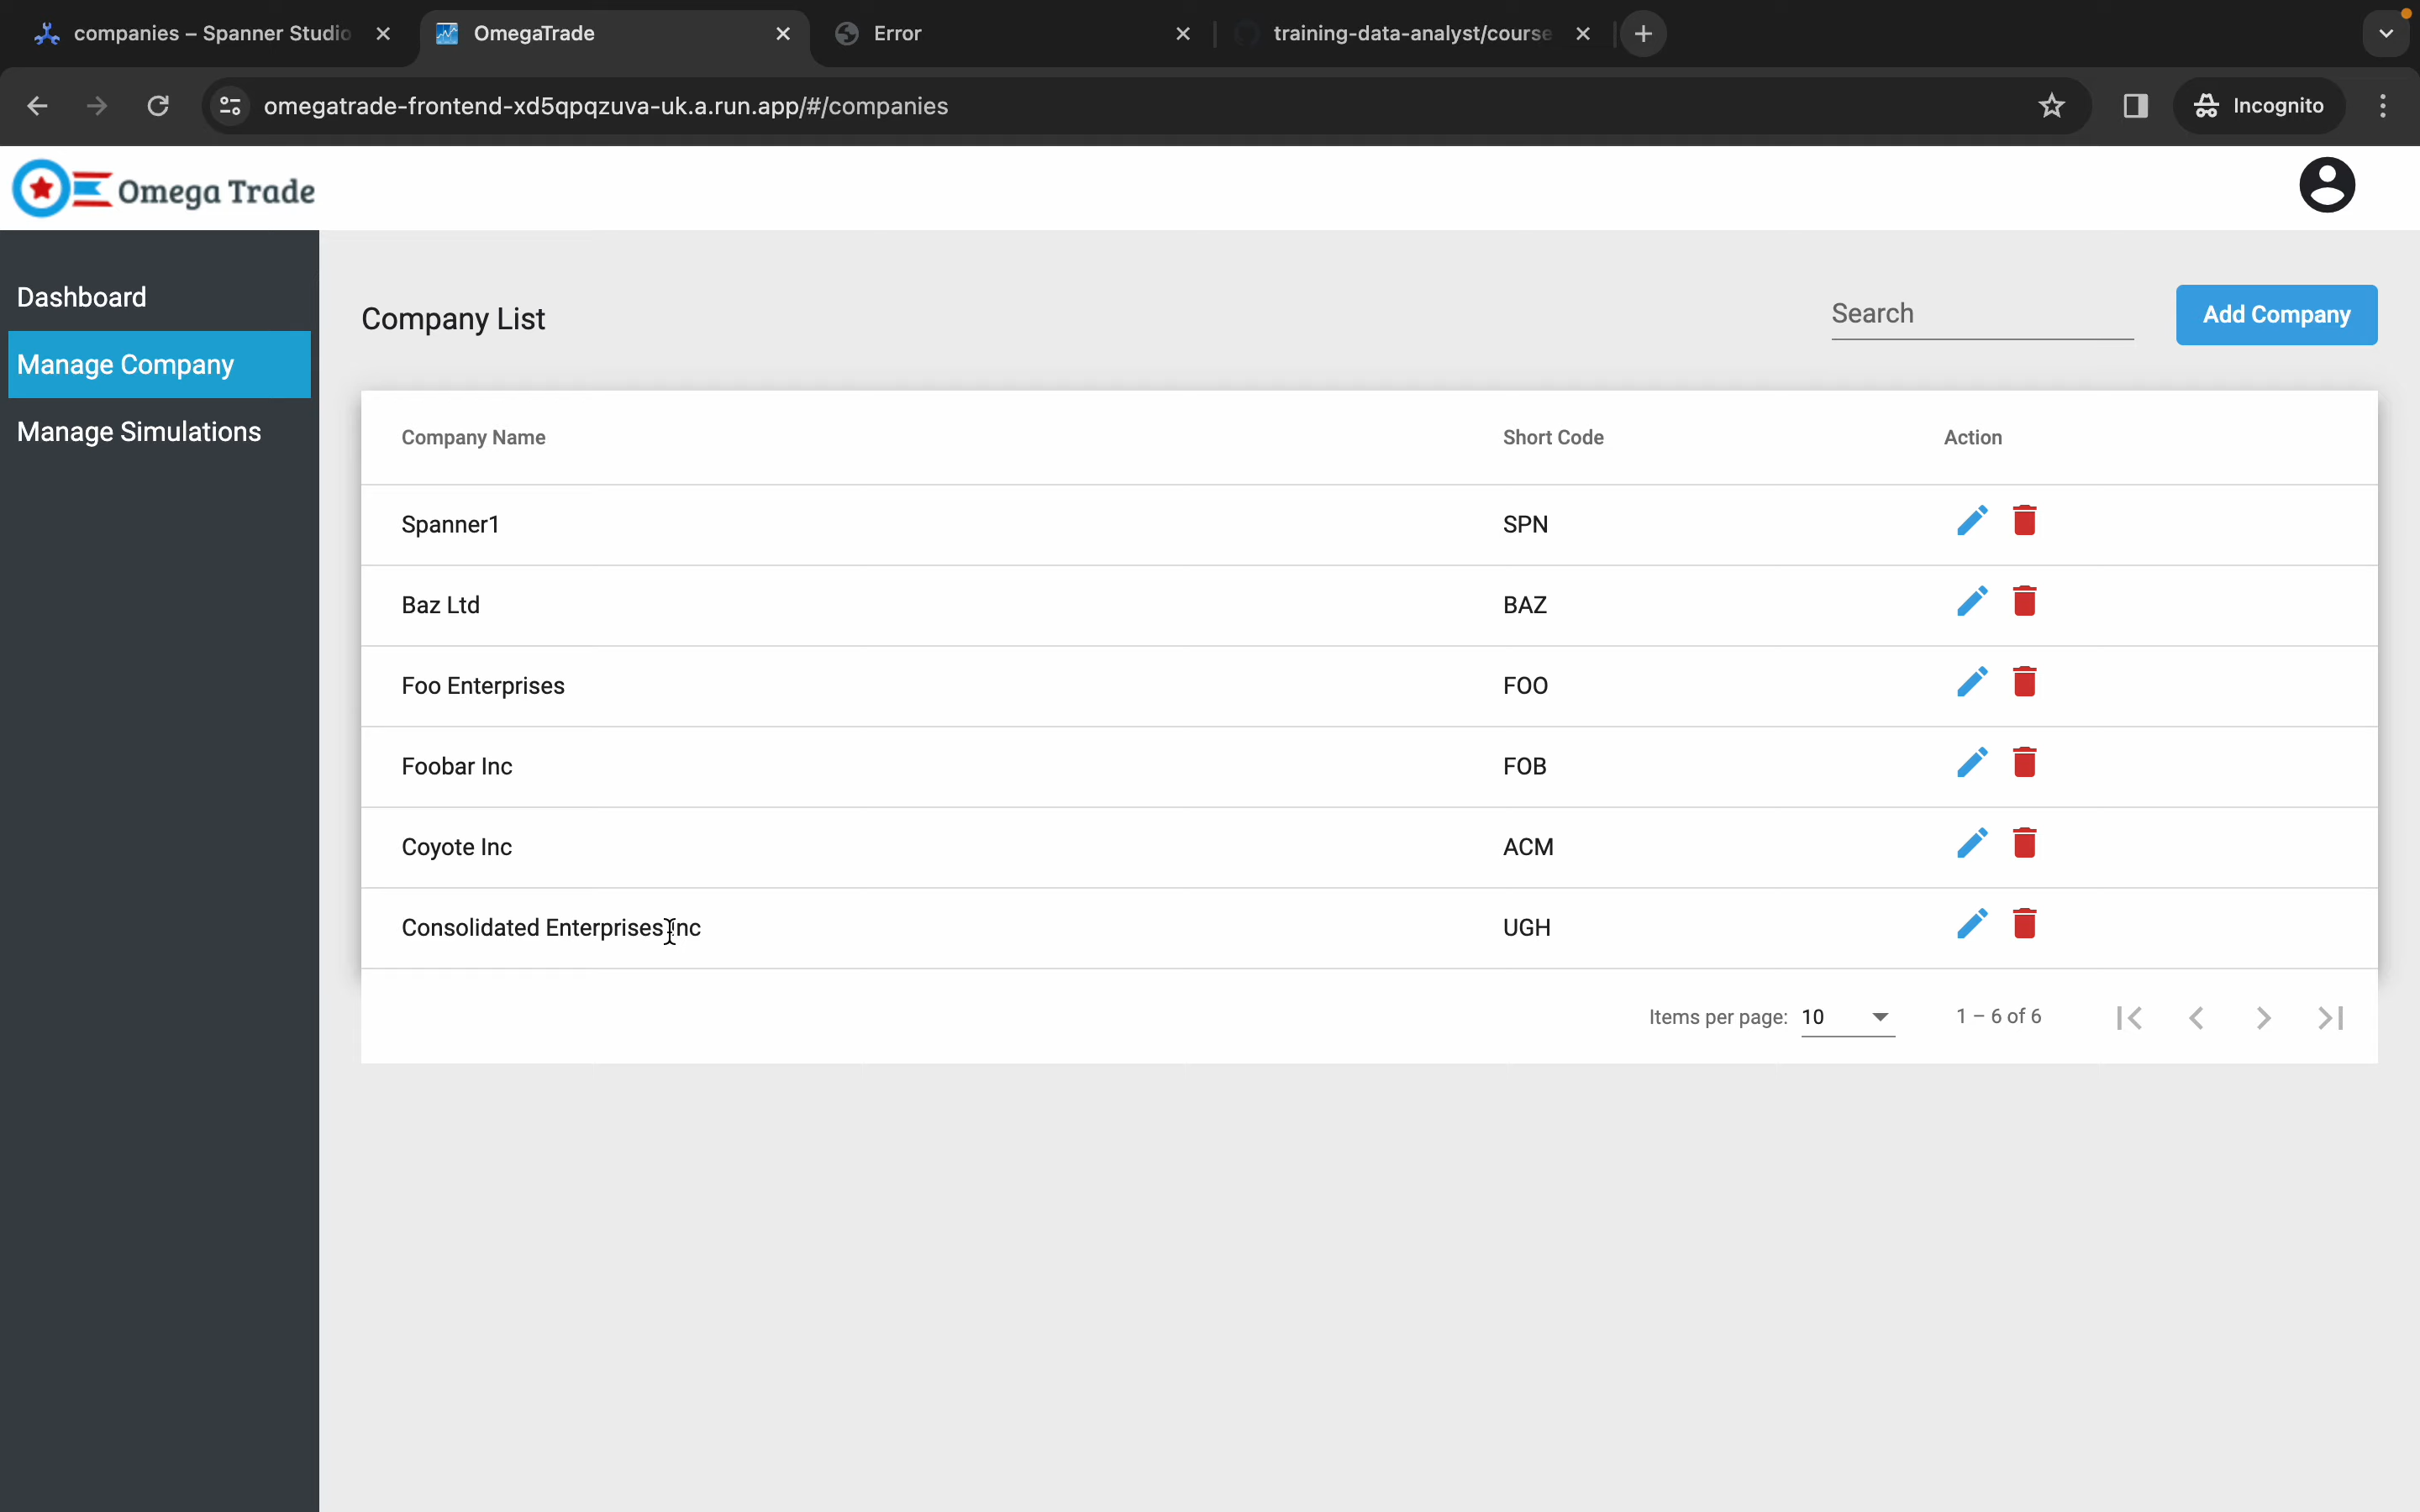 companies – Spanner Studio
OmegaTrade
Error
training-data-analyst/course
omegatrade-frontend-xd5qpqzuva-uk.a.run.app/#/companies
Incognito
Omega Trade
Dashboard
Manage Company
Manage Simulations
Company List
Search
Add Company
Company Name Short Code Action
Spanner1 SPN
Baz Ltd BAZ
Foo Enterprises FOO
Foobar Inc FOB
Coyote Inc ACM
Consolidated Enterprises Inc UGH
Items per page: 10 1 – 6 of 6